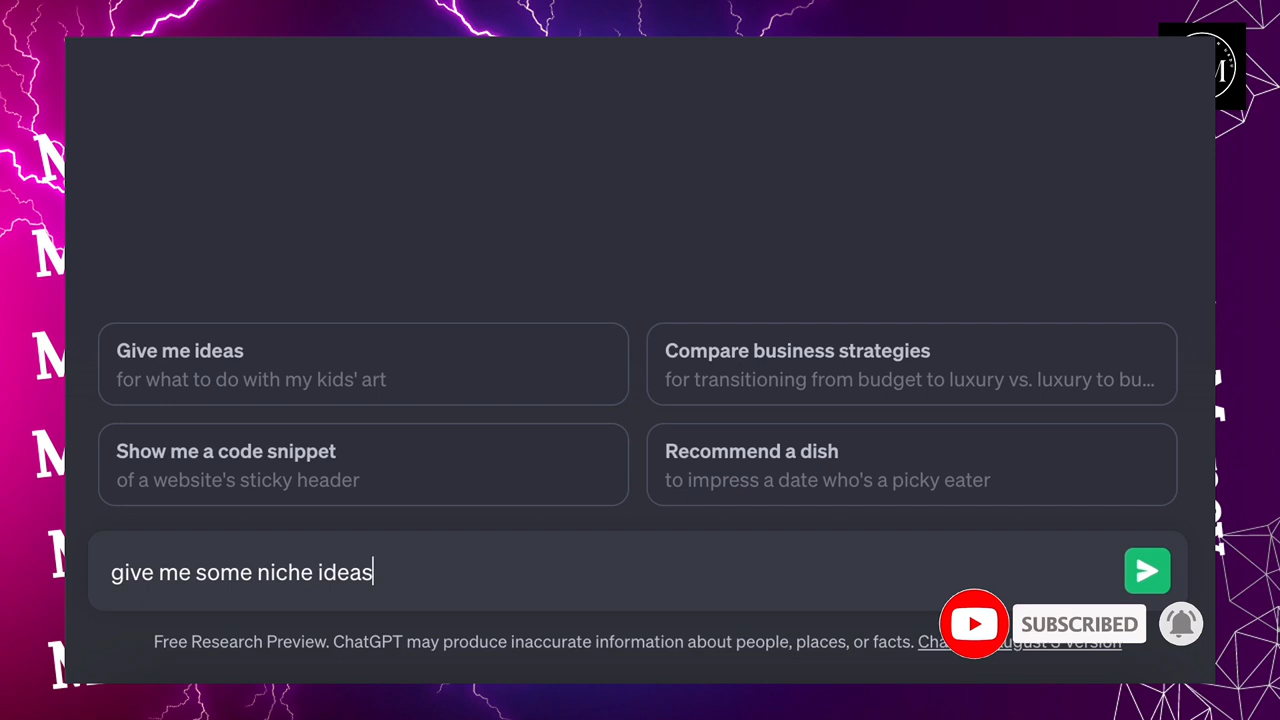 Give me ideas
for what to do with my kids' art
Compare business strategies
for transitioning from budget to luxury vs. luxury to bu...
Show me a code snippet
of a website's sticky header
Recommend a dish
to impress a date who's a picky eater
give me some niche ideas
SUBSCRIBED
Free Research Preview. ChatGPT may produce inaccurate information about people, places, or facts.